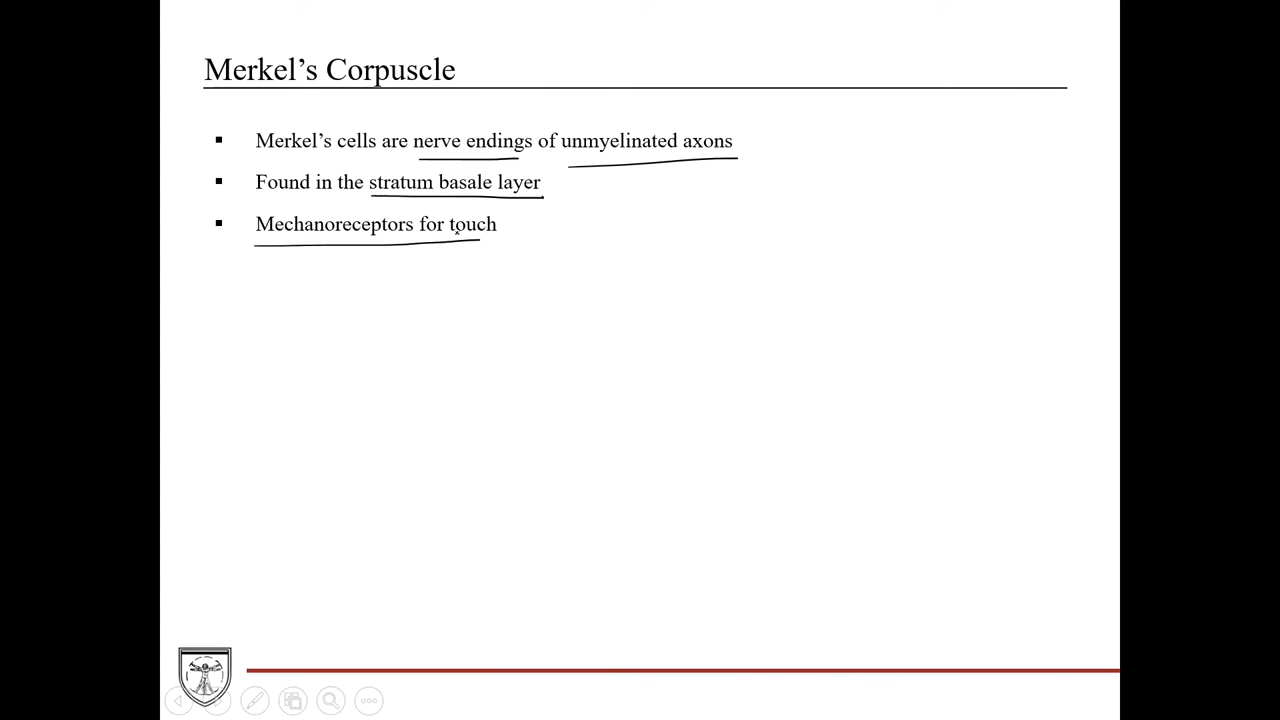 Merkel’s Corpuscle
Merkel’s cells are nerve endings of unmyelinated axons
Found in the stratum basale layer
Mechanoreceptors for touch